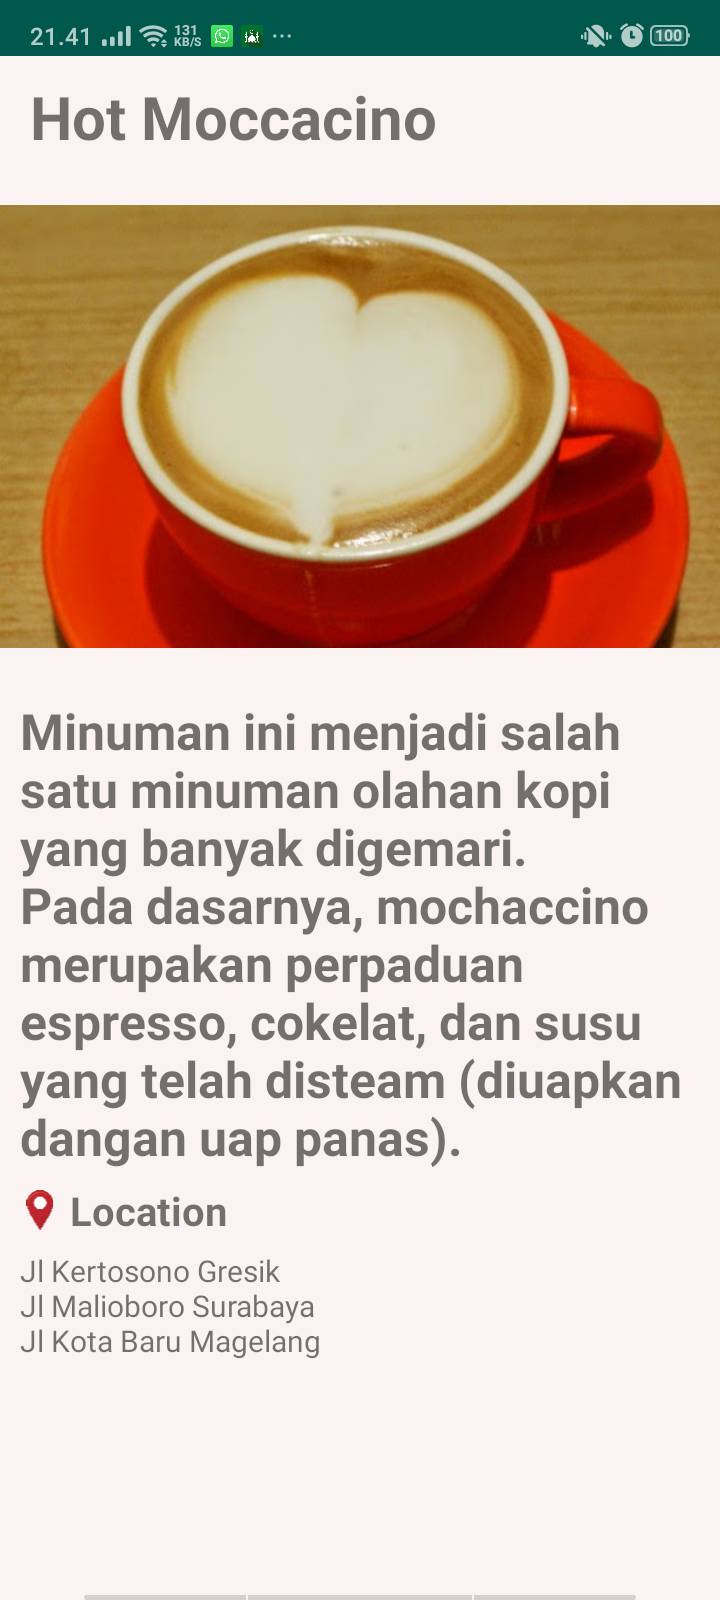 21.41 131 KB/S ... 100
Hot Moccacino
Minuman ini menjadi salah
satu minuman olahan kopi
yang banyak digemari.
Pada dasarnya, mochaccino
merupakan perpaduan
espresso, cokelat, dan susu
yang telah disteam (diuapkan
dangan uap panas).
Location
Jl Kertosono Gresik
Jl Malioboro Surabaya
Jl Kota Baru Magelang